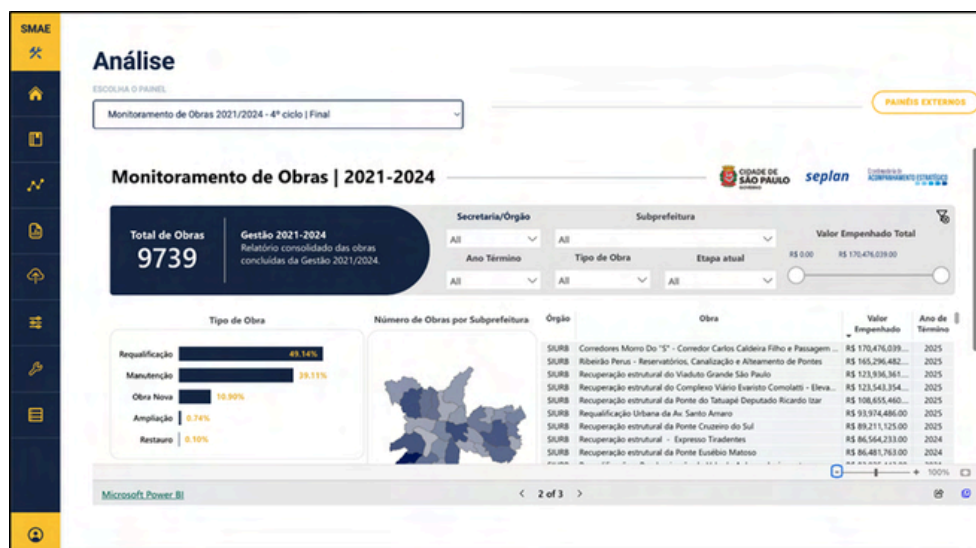 SMAE
Análise
ESCOLHA O PAINEL
Monitoramento de Obras 2021/2024 - 4º ciclo | Final
PAINÉIS EXTERNOS
Monitoramento de Obras | 2021-2024
CIDADE DE
SÃO PAULO
seplan
ACOMPANHAMENTO ESTRATÉGICO
Total de Obras
9739
Gestão 2021-2024
Relatório consolidado das obras
concluídas da Gestão 2021/2024.
Secretaria/Órgão
All
Subprefeitura
All
Ano Término
All
Tipo de Obra
All
Etapa atual
All
Valor Empenhado Total
R$ 0.00 R$ 170,476,039.00
Tipo de Obra
Requalificação 49.14%
Manutenção 39.11%
Obra Nova 10.90%
Ampliação 0.74%
Restauro 0.10%
Número de Obras por Subprefeitura
Órgão Obra Valor Empenhado Ano de Término
SIURB Corredores Morro Do "S" - Corredor Carlos Caldeira Filho e Passagem ... R$ 170,476,039.... 2025
SIURB Ribeirão Perus - Reservatórios, Canalização e Alteamento de Pontes R$ 165,296,482.... 2025
SIURB Recuperação estrutural do Viaduto Grande São Paulo R$ 123,936,361.... 2025
SIURB Recuperação estrutural do Complexo Viário Evaristo Comolatti - Eleva... R$ 123,543,354.... 2025
SIURB Recuperação estrutural da Ponte do Tatuapé Deputado Ricardo Izar R$ 108,655,460.... 2025
SIURB Requalificação Urbana da Av. Santo Amaro R$ 93,974,486.00 2025
SIURB Recuperação estrutural da Ponte Cruzeiro do Sul R$ 89,211,125.00 2025
SIURB Recuperação estrutural - Expresso Tiradentes R$ 86,564,233.00 2024
SIURB Recuperação estrutural da Ponte Eusébio Matoso R$ 86,481,763.00 2024
- + 100%
Microsoft Power BI
< 2 of 3 >